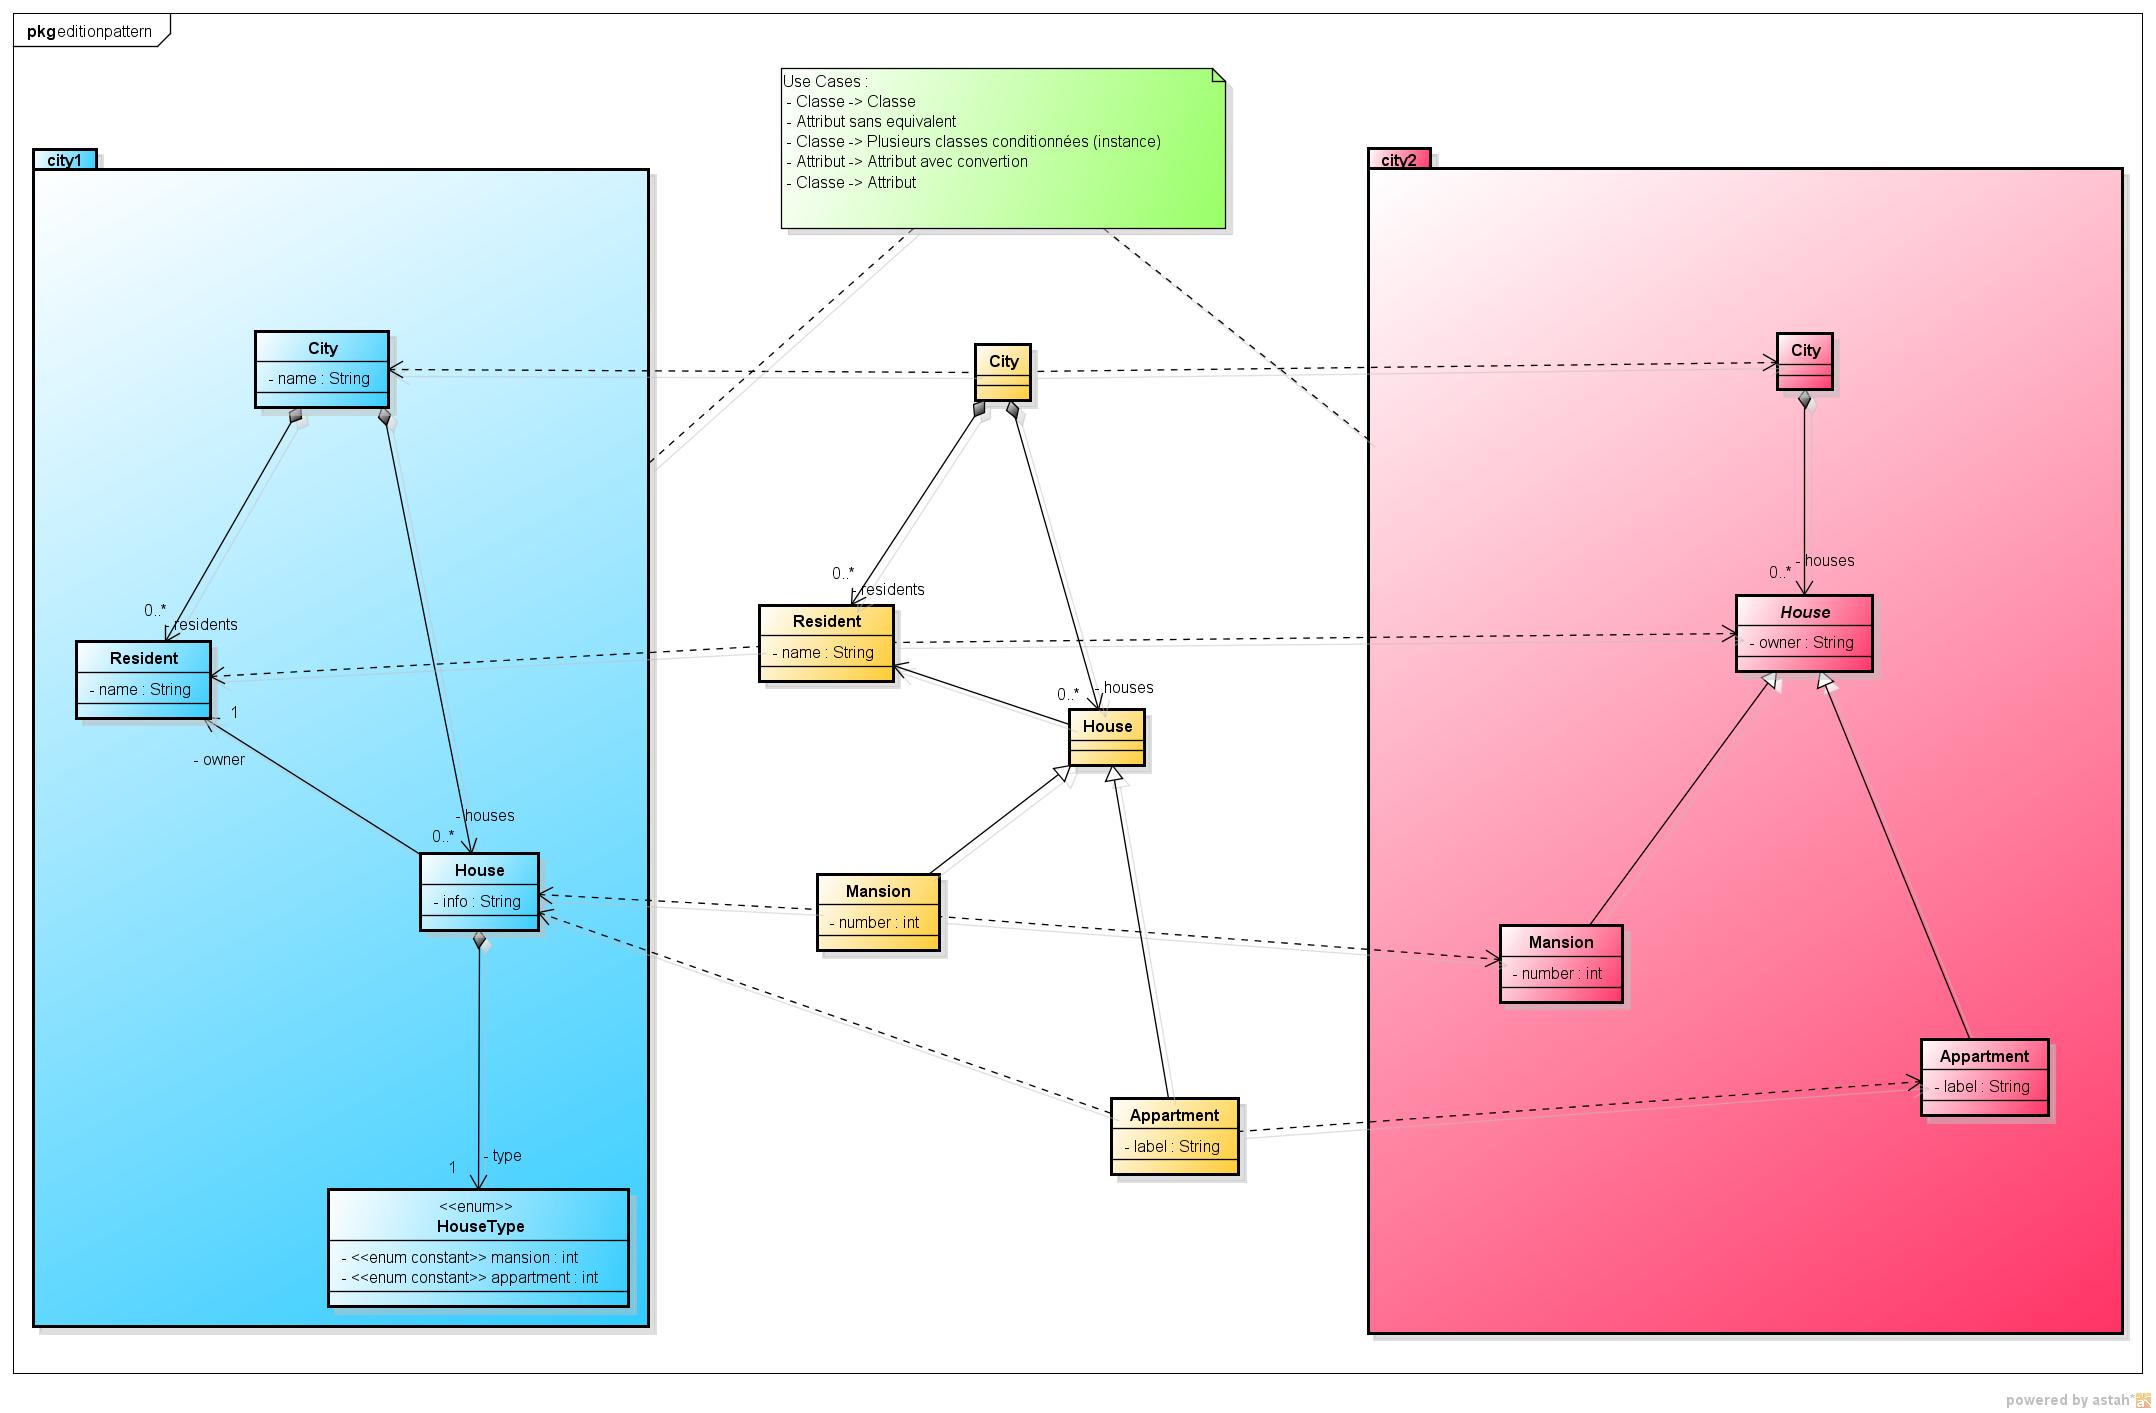 pkg editionpattern
Use Cases :
- Classe -> Classe
- Attribut sans equivalent
- Classe -> Plusieurs classes conditionnées (instance)
- Attribut -> Attribut avec convertion
- Classe -> Attribut
city1
City
- name : String
0..*
- residents
Resident
- name : String
1
- owner
- houses
0..*
House
- info : String
1
- type
<<enum>>
HouseType
- <<enum constant>> mansion : int
- <<enum constant>> appartment : int
City
0..*
- residents
Resident
- name : String
0..*
- houses
House
Mansion
- number : int
Appartment
- label : String
city2
City
- houses
0..*
House
- owner : String
Mansion
- number : int
Appartment
- label : String
powered by astah*